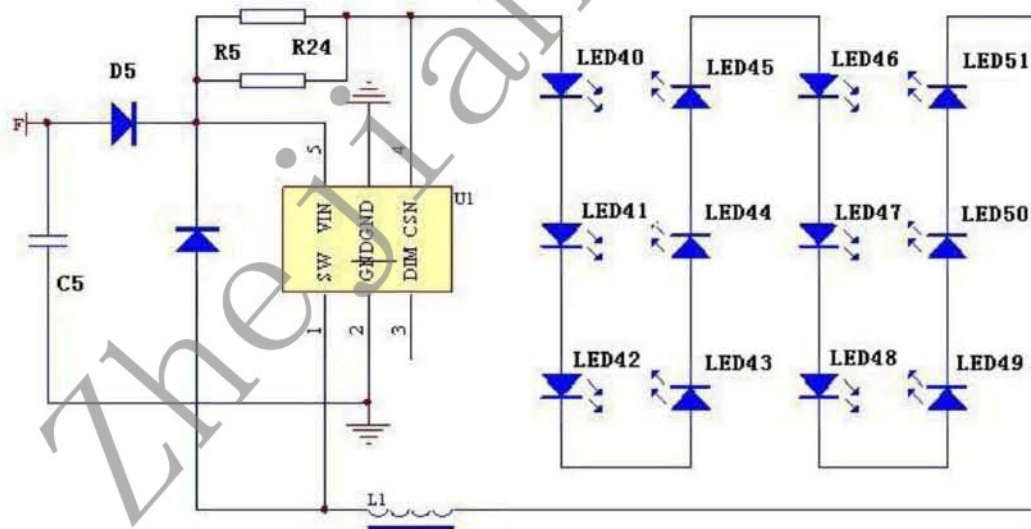 R5
R24
D5
LED40
LED45
LED46
LED51
5
4
U1
VIN
GND
CSN
SW
GND
DIM
1
2
3
C5
LED41
LED44
LED47
LED50
LED42
LED43
LED48
LED49
L1
Zhejian